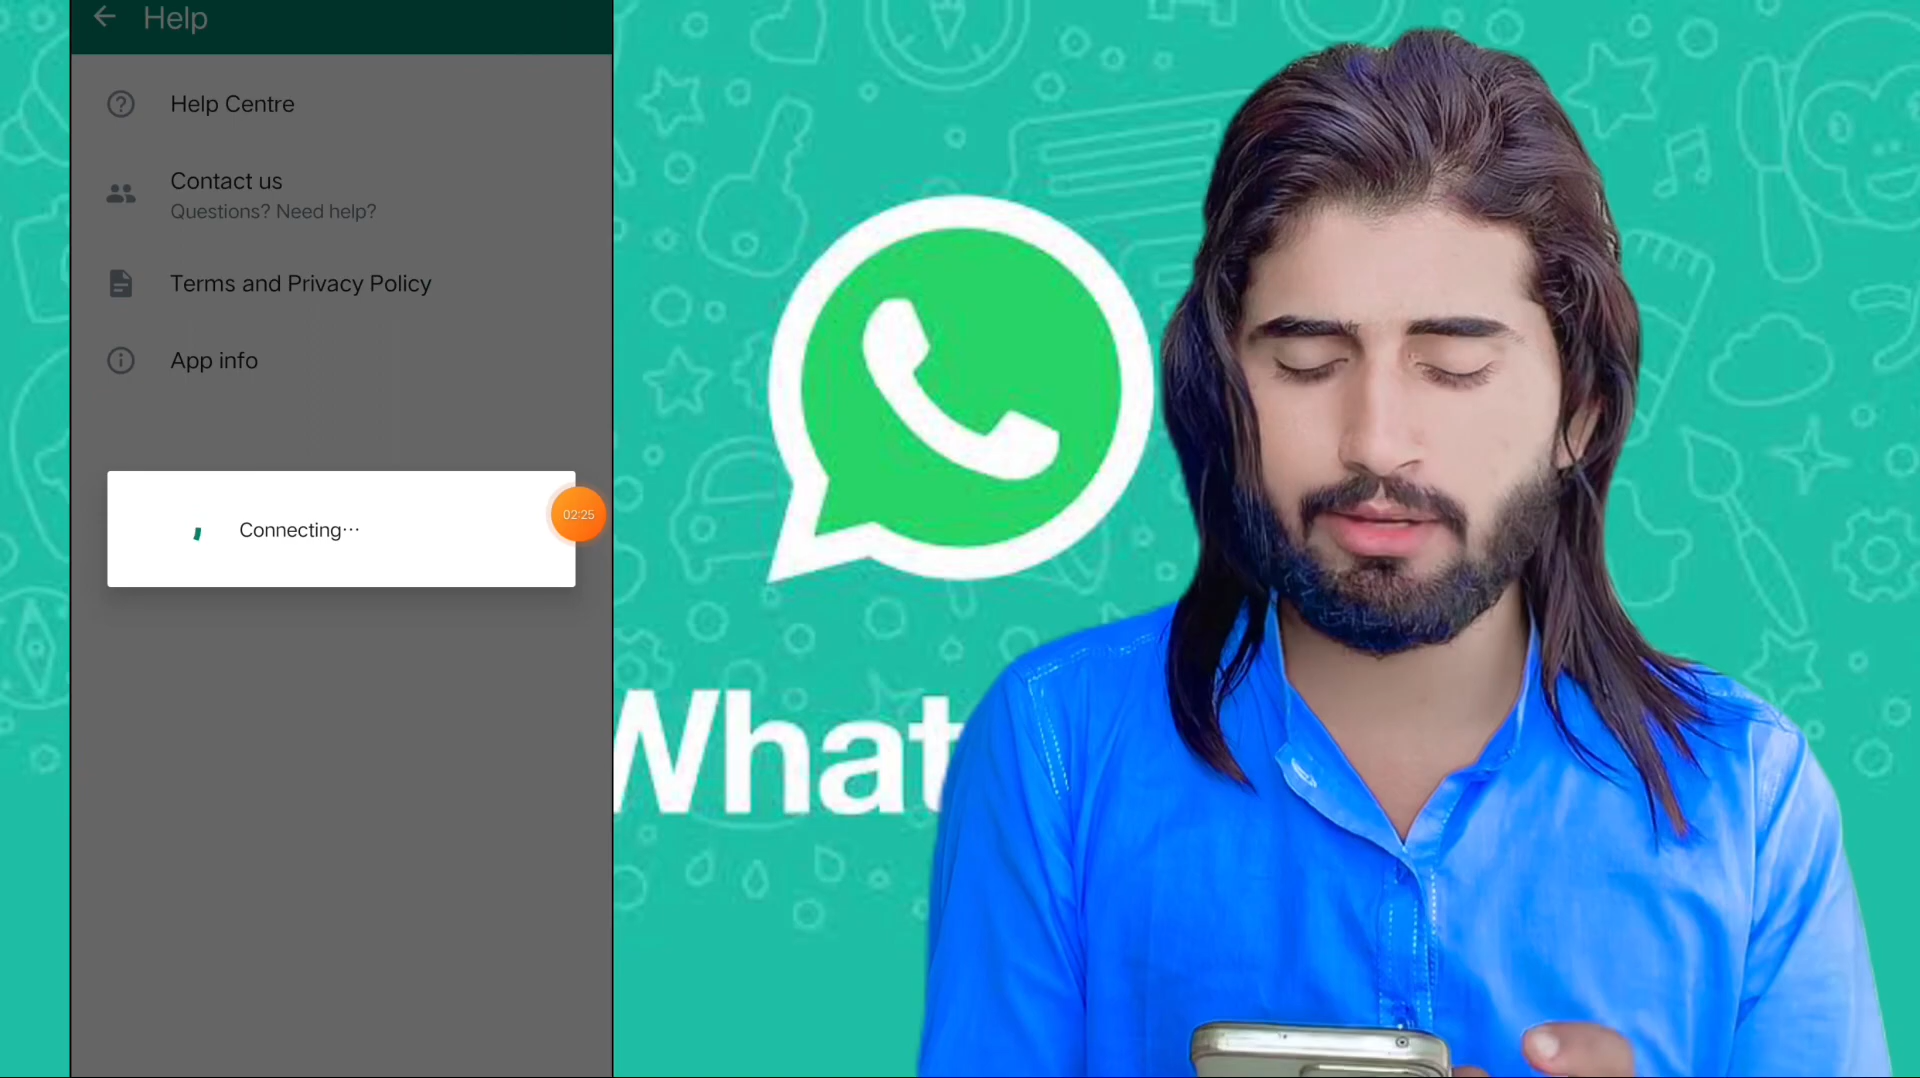 Help
Help Centre
Contact us
Questions? Need help?
Terms and Privacy Policy
App info
Connecting…
02:25
What